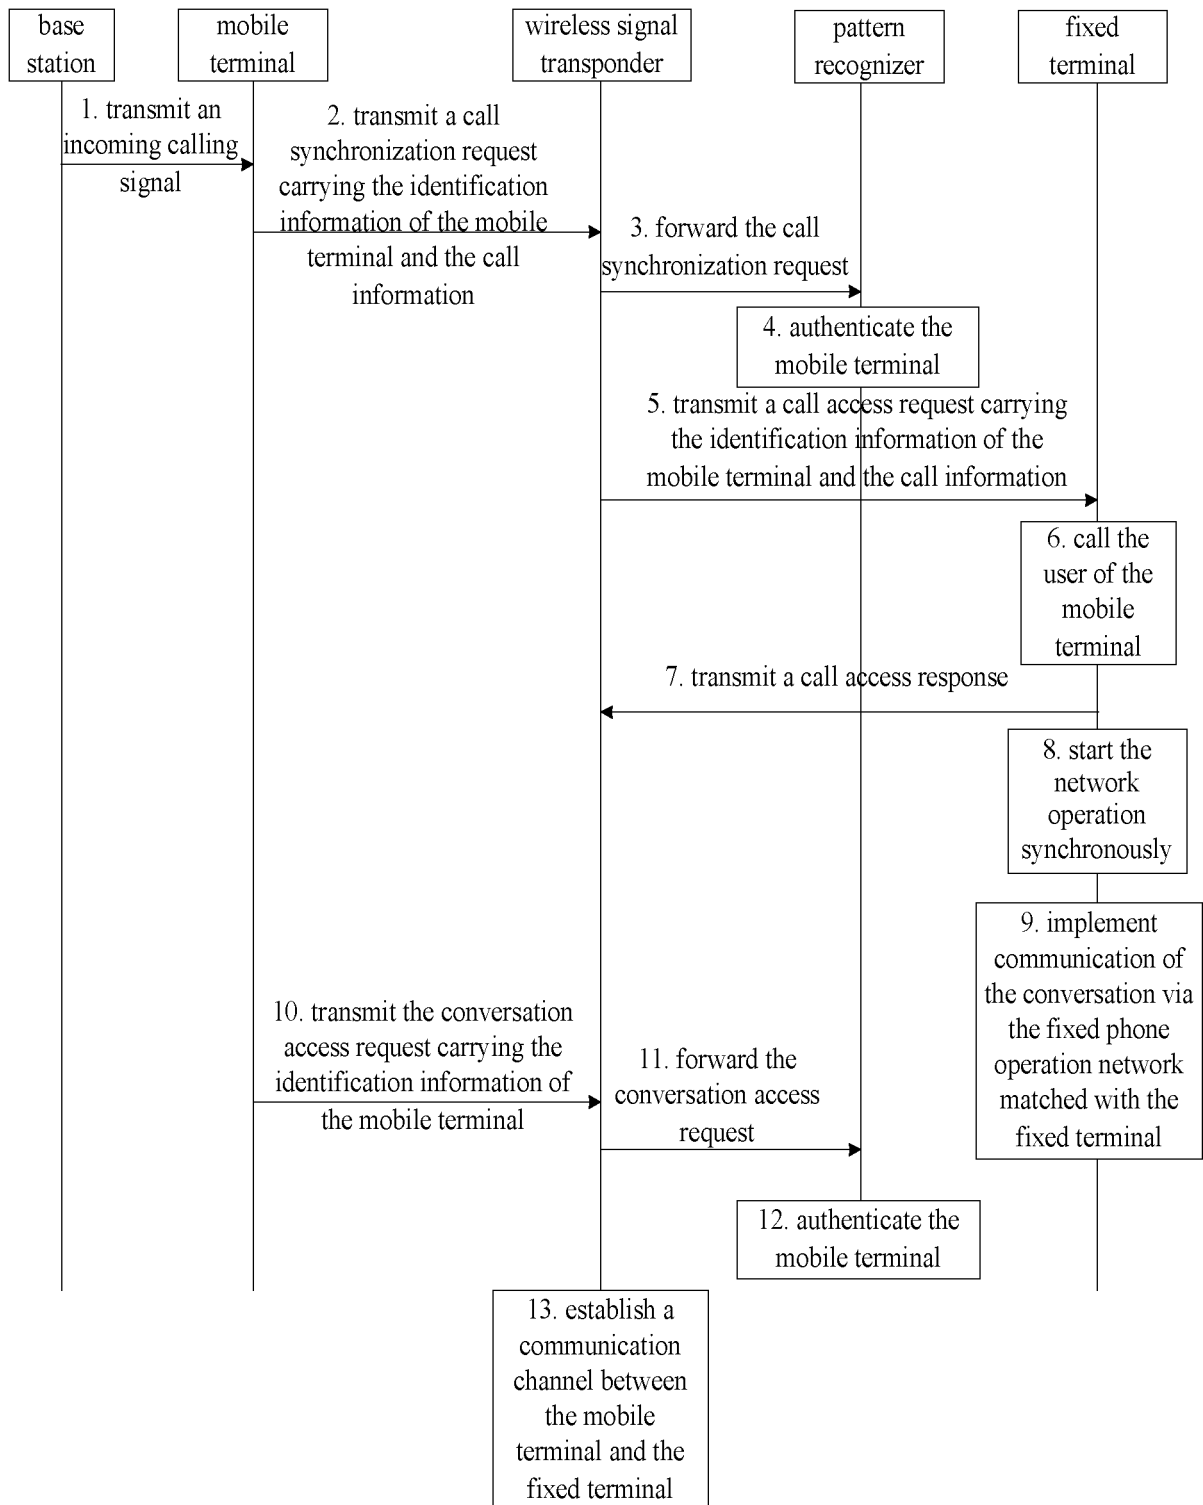 base
station
mobile
terminal
wireless signal
transponder
pattern
recognizer
fixed
terminal
1. transmit an
incoming calling
signal
2. transmit a call
synchronization request
carrying the identification
information of the mobile
terminal and the call
information
3. forward the call
synchronization request
4. authenticate the
mobile terminal
5. transmit a call access request carrying
the identification information of the
mobile terminal and the call information
6. call the
user of the
mobile
terminal
7. transmit a call access response
8. start the
network
operation
synchronously
9. implement
communication of
the conversation via
the fixed phone
operation network
matched with the
fixed terminal
10. transmit the conversation
access request carrying the
identification information of
the mobile terminal
11. forward the
conversation access
request
12. authenticate the
mobile terminal
13. establish a
communication
channel between
the mobile
terminal and the
fixed terminal